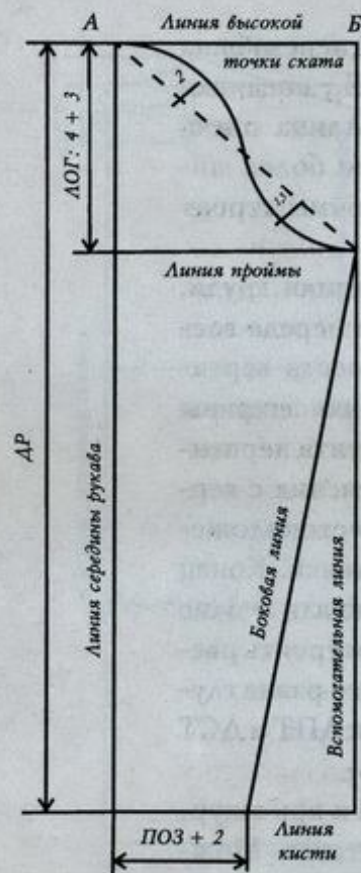 А
Линия высокой
Б
точки ската
2
ЛОГ: 4 + 3
1,5
Линия проймы
ДР
Линия середины рукава
Боковая линия
Вспомогательная линия
ПОЗ + 2
Линия
кисти